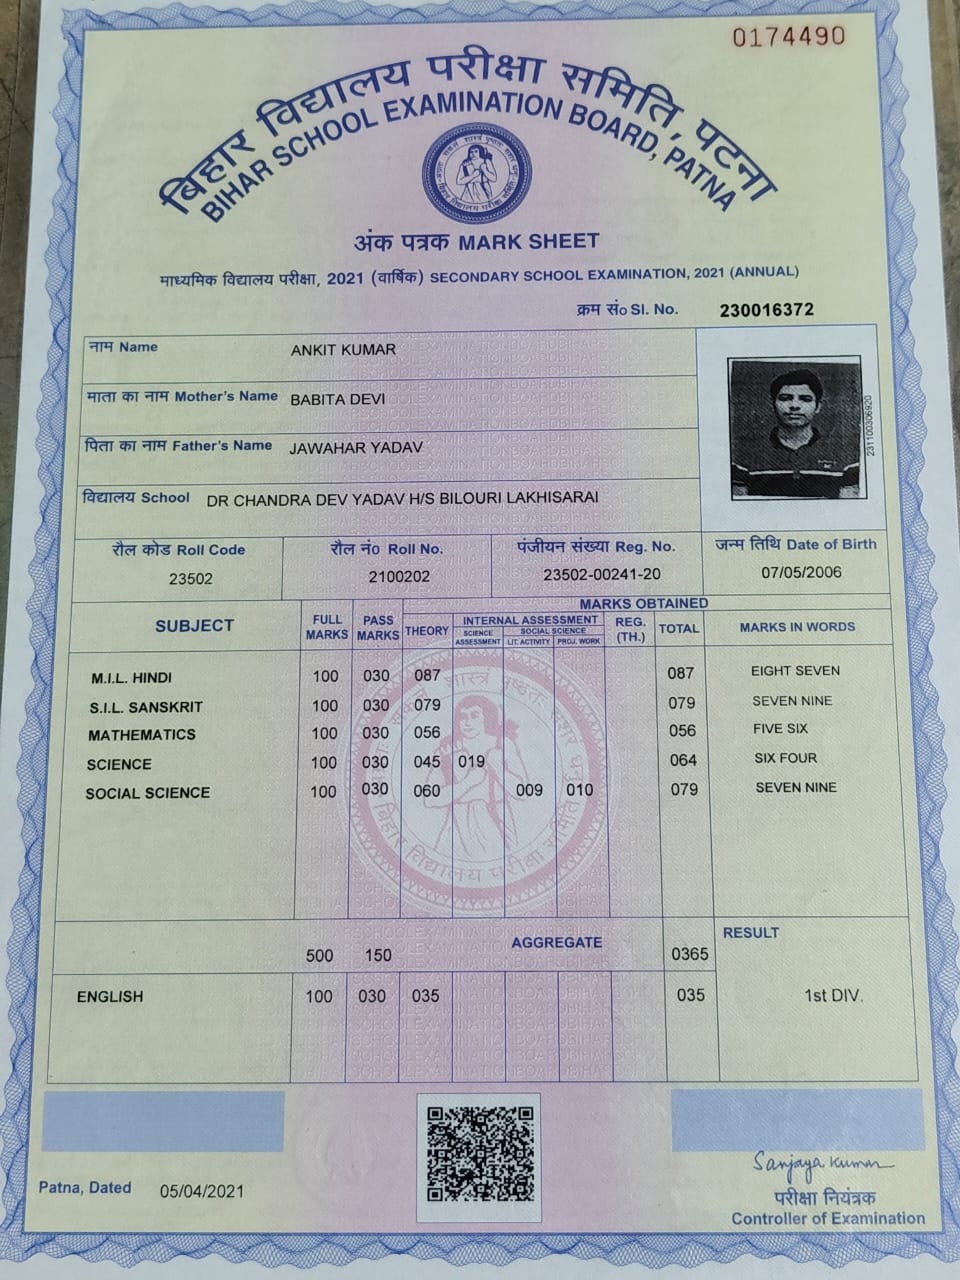 0174490
बिहार विद्यालय परीक्षा समिति, पटना
BIHAR SCHOOL EXAMINATION BOARD, PATNA
अंक पत्रक MARK SHEET
माध्यमिक विद्यालय परीक्षा, 2021 (वार्षिक) SECONDARY SCHOOL EXAMINATION, 2021 (ANNUAL)
क्रम सं० Sl. No. 230016372
नाम Name ANKIT KUMAR
माता का नाम Mother's Name BABITA DEVI
पिता का नाम Father's Name JAWAHAR YADAV
विद्यालय School DR CHANDRA DEV YADAV H/S BILOURI LAKHISARAI
231100306920
रौल कोड Roll Code रौल नं० Roll No. पंजीयन संख्या Reg. No. जन्म तिथि Date of Birth
23502 2100202 23502-00241-20 07/05/2006
SUBJECT FULL MARKS PASS MARKS MARKS OBTAINED
THEORY INTERNAL ASSESSMENT REG. (TH.) TOTAL MARKS IN WORDS
SCIENCE ASSESSMENT SOCIAL SCIENCE
LIT. ACTIVITY PROJ. WORK
M.I.L. HINDI 100 030 087 087 EIGHT SEVEN
S.I.L. SANSKRIT 100 030 079 079 SEVEN NINE
MATHEMATICS 100 030 056 056 FIVE SIX
SCIENCE 100 030 045 019 064 SIX FOUR
SOCIAL SCIENCE 100 030 060 009 010 079 SEVEN NINE
500 150 AGGREGATE 0365 RESULT
ENGLISH 100 030 035 035 1st DIV.
बिहार विद्यालय परीक्षा समिति
Sanjaya Kumar
Patna, Dated 05/04/2021
परीक्षा नियंत्रक
Controller of Examination